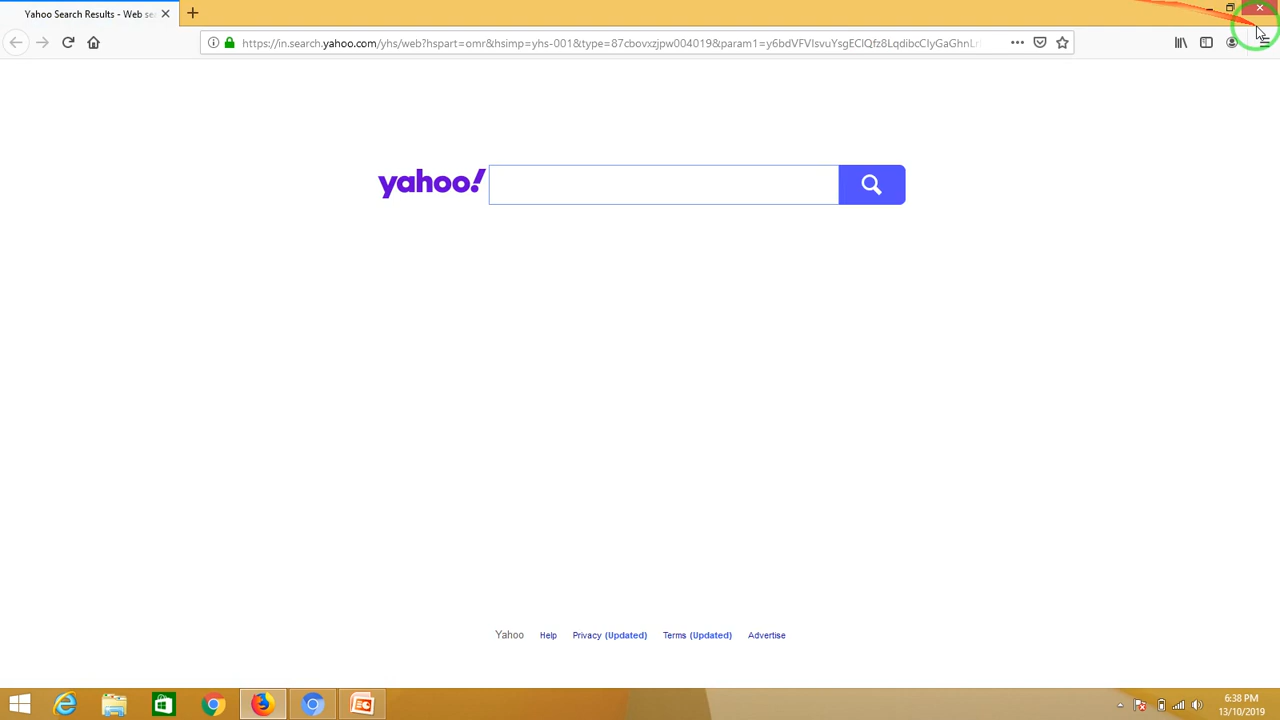 Yahoo Search Results - Web se
https://in.search.yahoo.com/yhs/web?hspart=omr&hsimp=yhs-001&type=87cbovxzjpw004019&param1=
yahoo!
Yahoo Help Privacy (Updated) Terms (Updated) Advertise
6:38 PM
13/10/2019